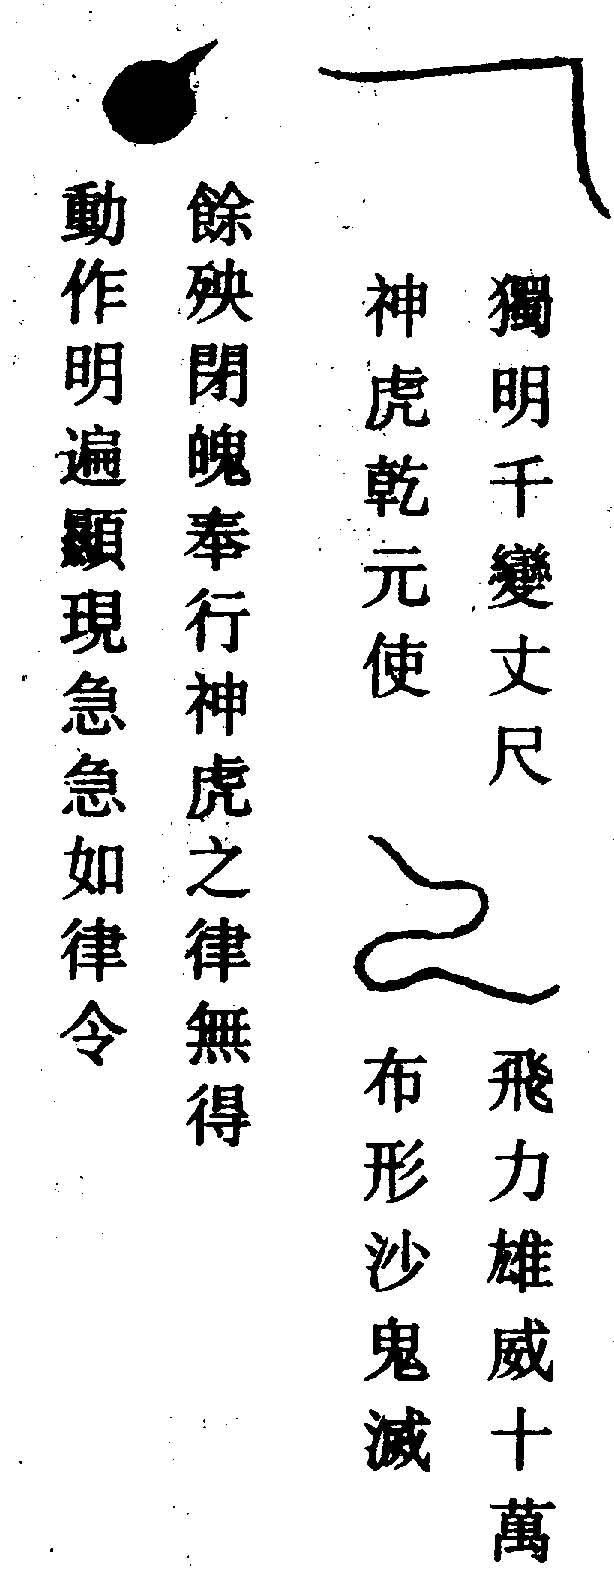 獨明千變丈尺
神虎乾元使
飛力雄威十萬
布形沙鬼滅
餘殃閉魄奉行神虎之律無得
動作明遍顯現急急如律令